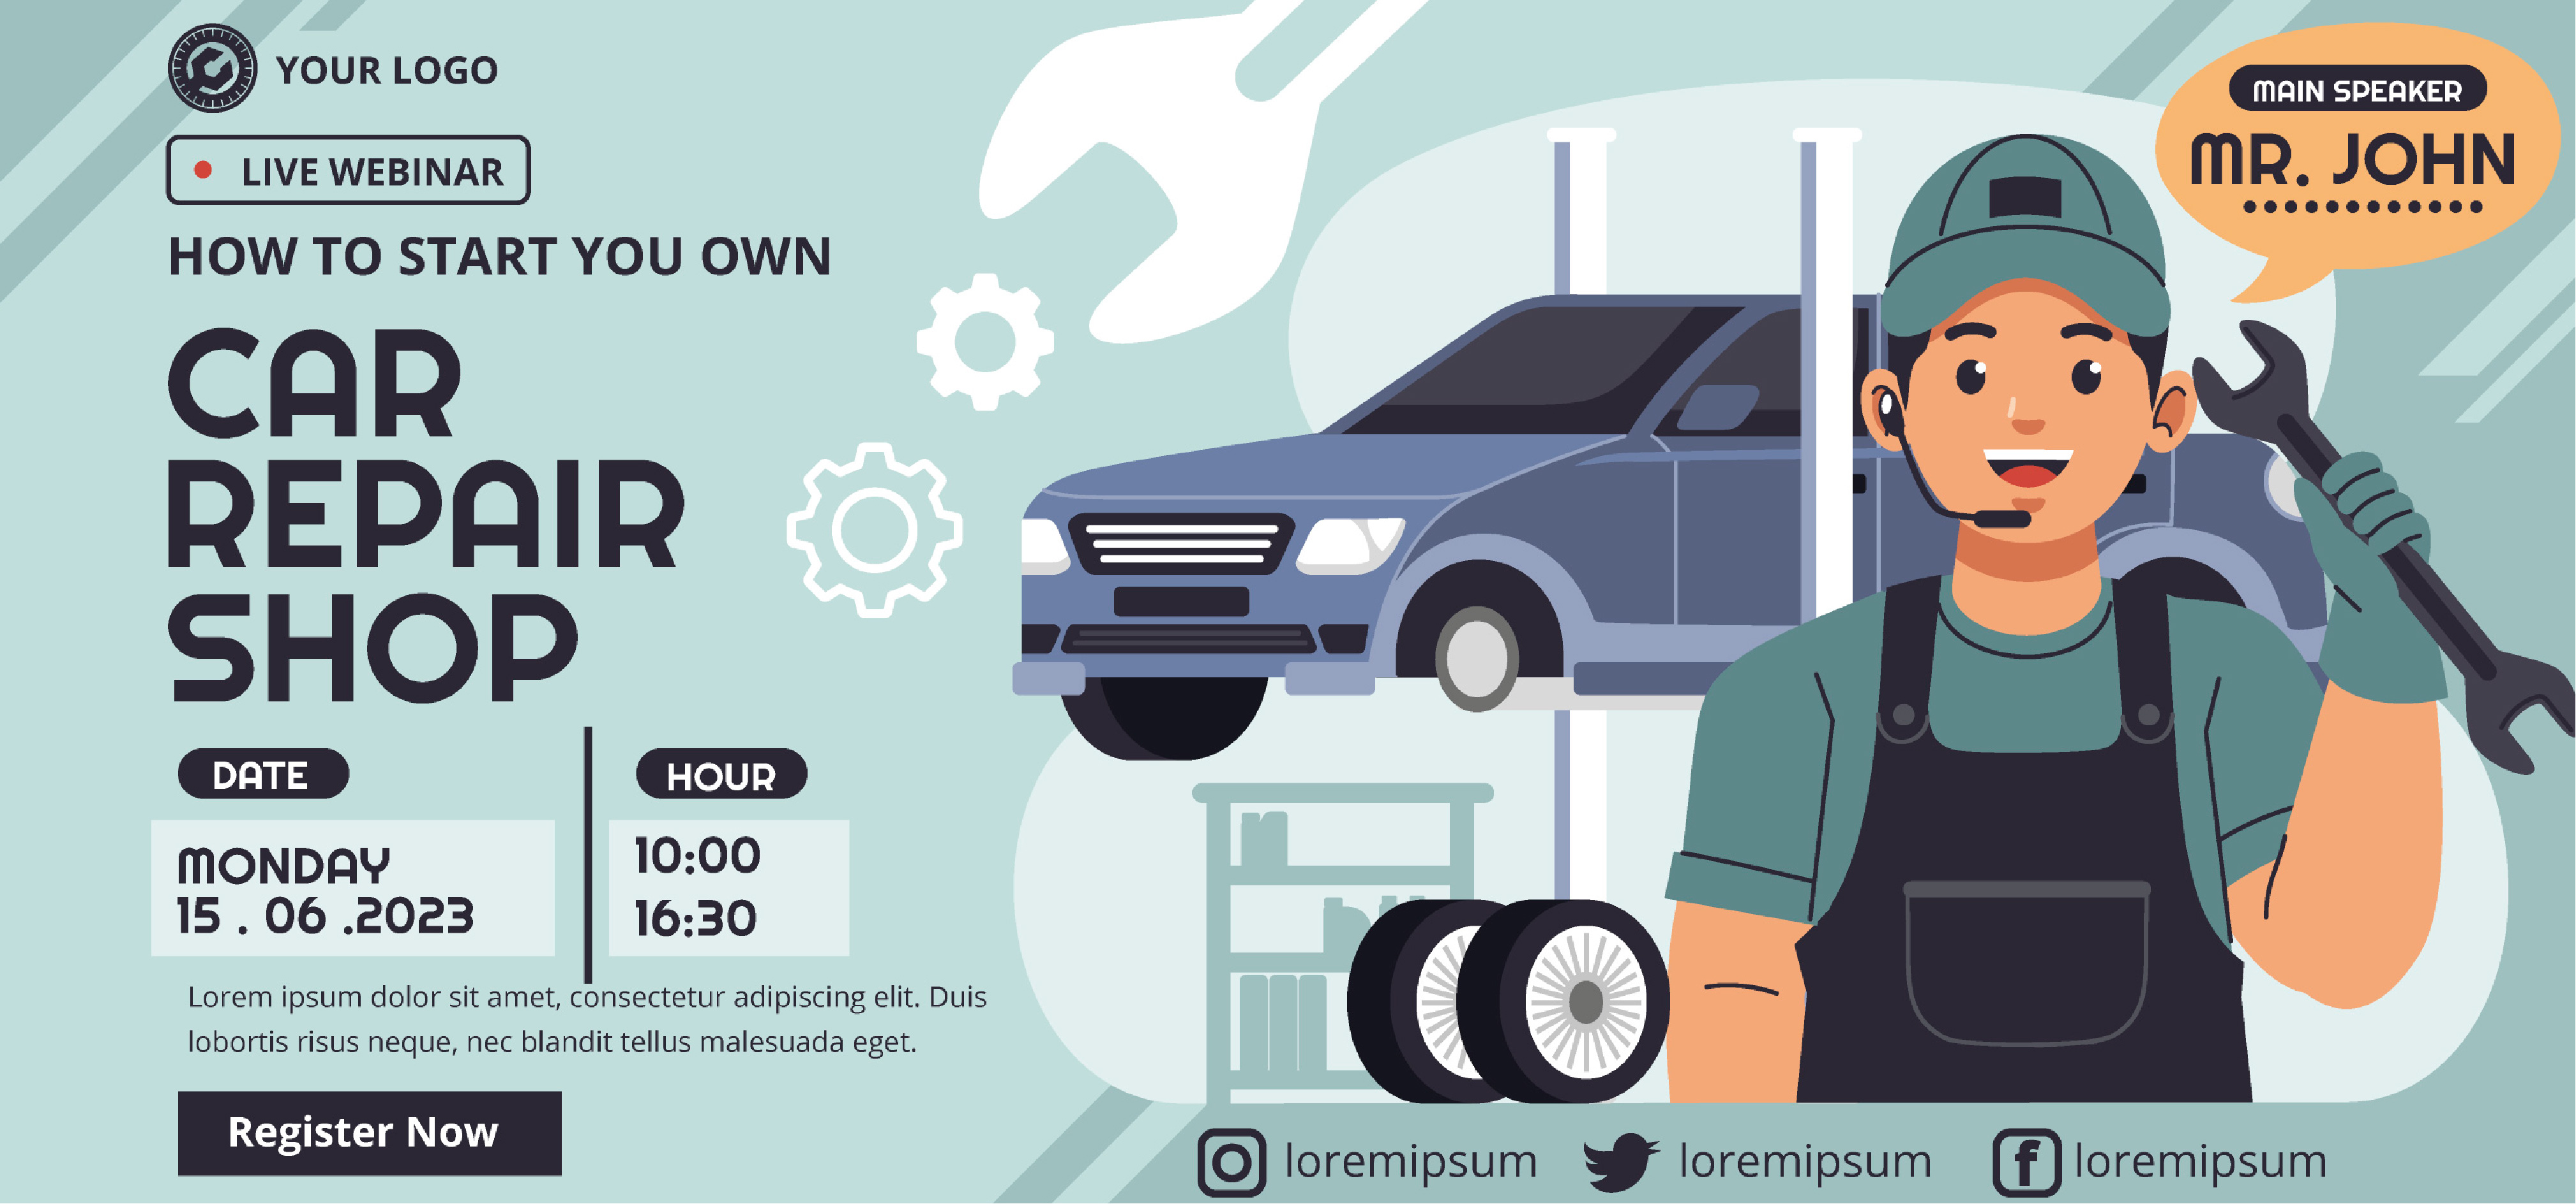 YOUR LOGO
LIVE WEBINAR
HOW TO START YOU OWN
CAR
REPAIR
SHOP
DATE
MONDAY
15 . 06 .2023
HOUR
10:00
16:30
Lorem ipsum dolor sit amet, consectetur adipiscing elit. Duis
lobortis risus neque, nec blandit tellus malesuada eget.
Register Now
MAIN SPEAKER
MR. JOHN
loremipsum
loremipsum
loremipsum